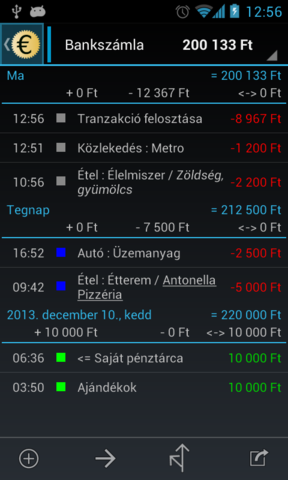 12:56
Bankszámla 200 133 Ft
Ma = 200 133 Ft
+ 0 Ft - 12 367 Ft <-> 0 Ft
12:56 Tranzakció felosztása -8 967 Ft
12:51 Közlekedés : Metro -1 200 Ft
10:56 Étel : Élelmiszer / Zöldség, gyümölcs -2 200 Ft
Tegnap = 212 500 Ft
+ 0 Ft - 7 500 Ft <-> 0 Ft
16:52 Autó : Üzemanyag -2 500 Ft
09:42 Étel : Étterem / Antonella Pizzéria -5 000 Ft
2013. december 10., kedd = 220 000 Ft
+ 10 000 Ft - 0 Ft <-> 10 000 Ft
06:36 <= Saját pénztárca 10 000 Ft
03:50 Ajándékok 10 000 Ft